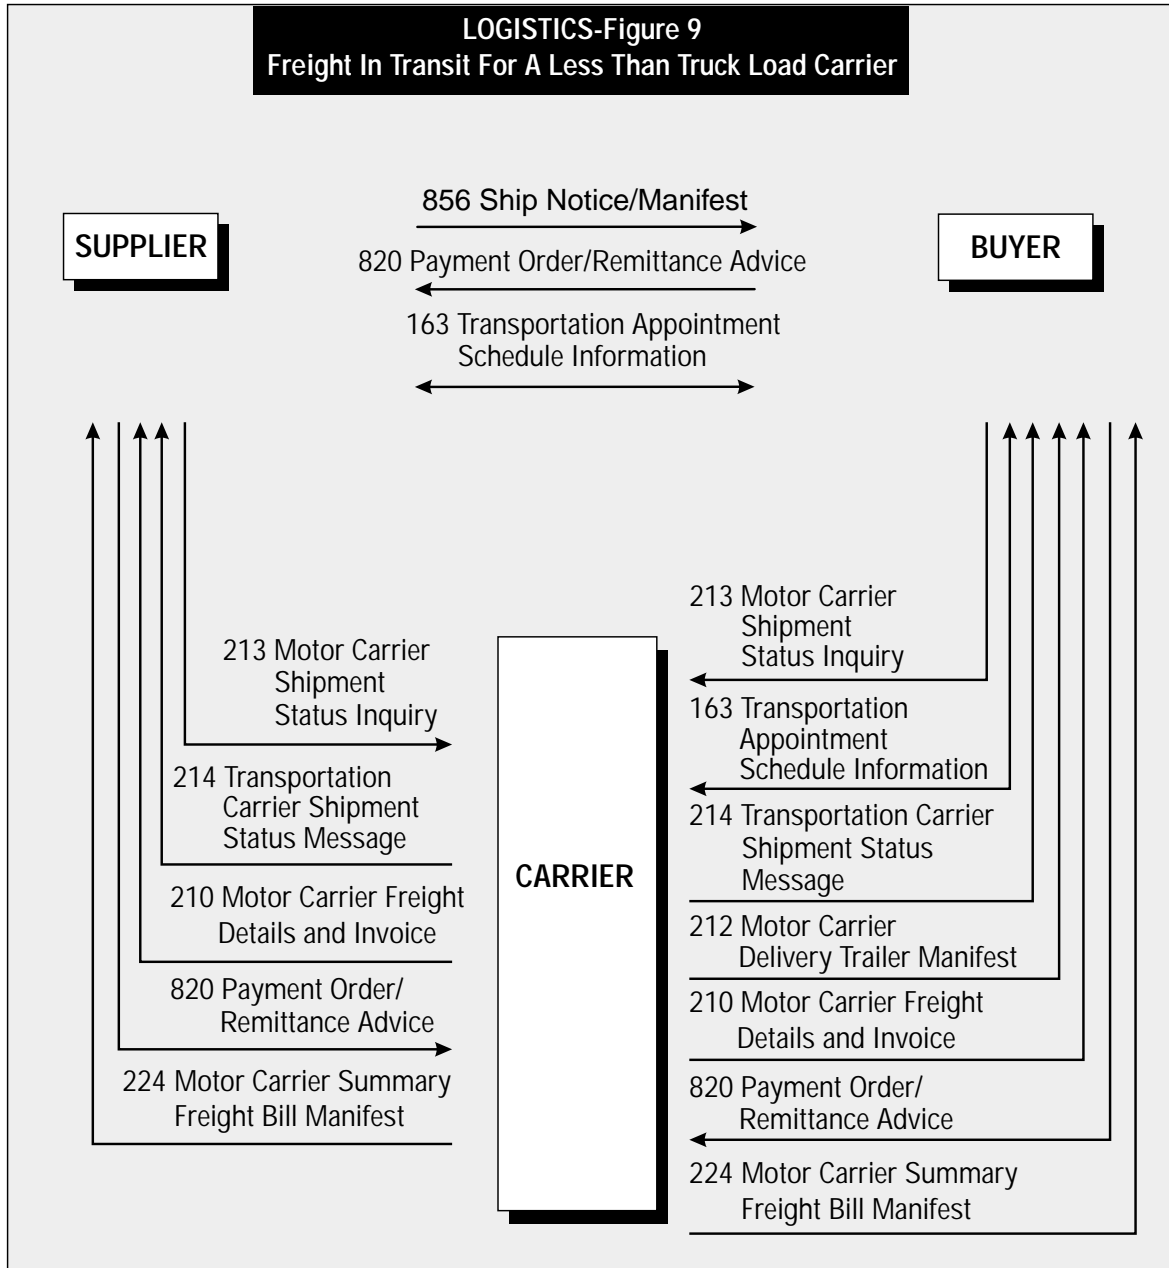 LOGISTICS-Figure 9
Freight In Transit For A Less Than Truck Load Carrier
856 Ship Notice/Manifest
SUPPLIER
BUYER
820 Payment Order/Remittance Advice
163 Transportation Appointment
Schedule Information
213 Motor Carrier
Shipment
Status Inquiry
214 Transportation
Carrier Shipment
Status Message
210 Motor Carrier Freight
Details and Invoice
820 Payment Order/
Remittance Advice
224 Motor Carrier Summary
Freight Bill Manifest
CARRIER
213 Motor Carrier
Shipment
Status Inquiry
163 Transportation
Appointment
Schedule Information
214 Transportation Carrier
Shipment Status
Message
212 Motor Carrier
Delivery Trailer Manifest
210 Motor Carrier Freight
Details and Invoice
820 Payment Order/
Remittance Advice
224 Motor Carrier Summary
Freight Bill Manifest